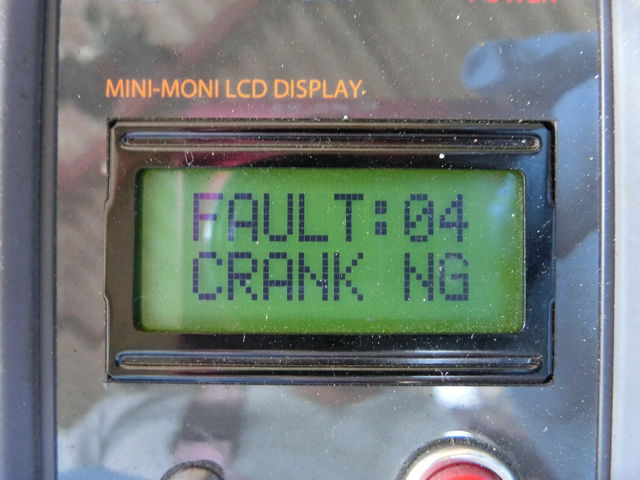 MINI-MONI LCD DISPLAY
FAULT:04
CRANK NG